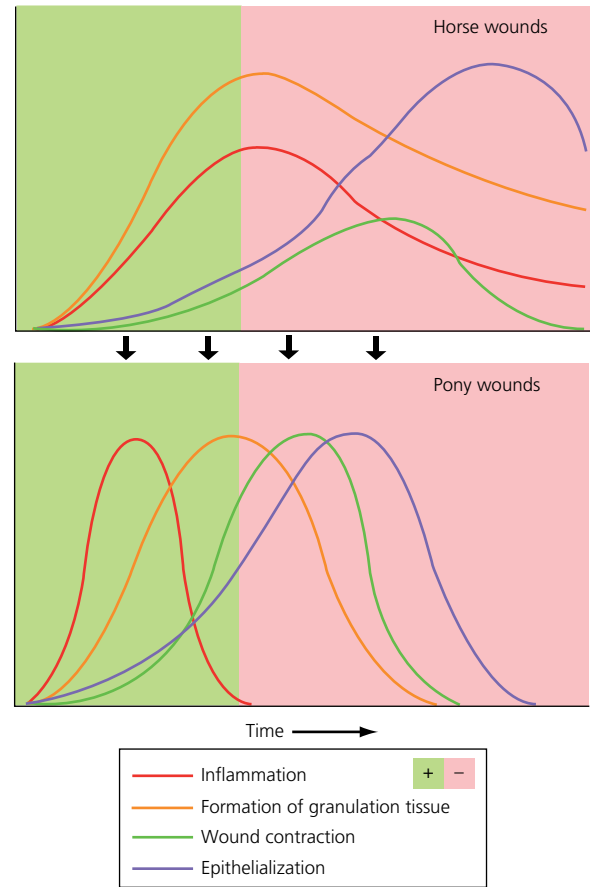 Horse wounds
Pony wounds
Time
Inflammation
+ −
Formation of granulation tissue
Wound contraction
Epithelialization